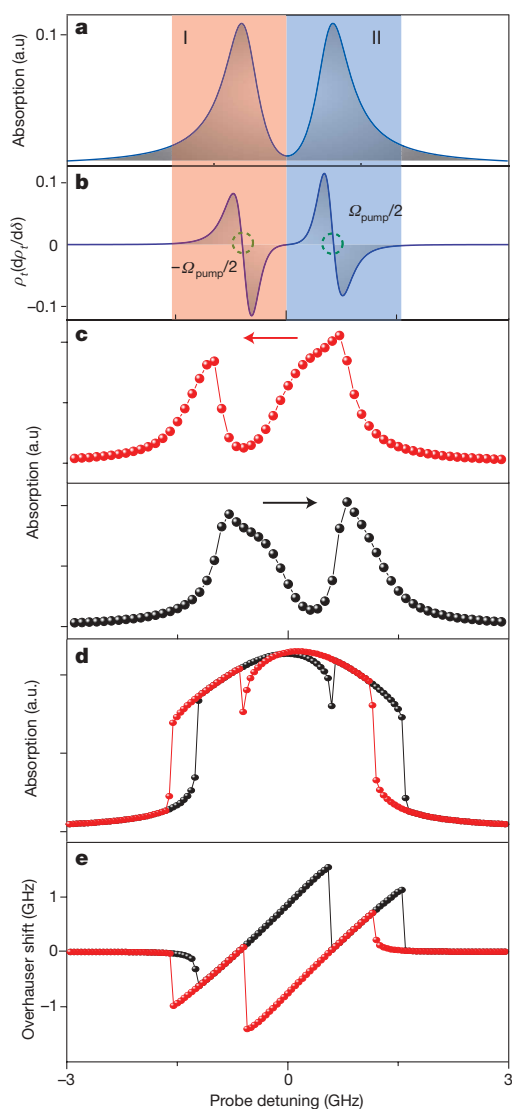 a
I
II
0.1
Absorption (a.u)
b
0.1
0
−0.1
ρt(dρt/dδ)
Ωpump/2
−Ωpump/2
c
Absorption (a.u)
d
Absorption (a.u.)
e
1
0
−1
Overhauser shift (GHz)
−3
0
3
Probe detuning (GHz)